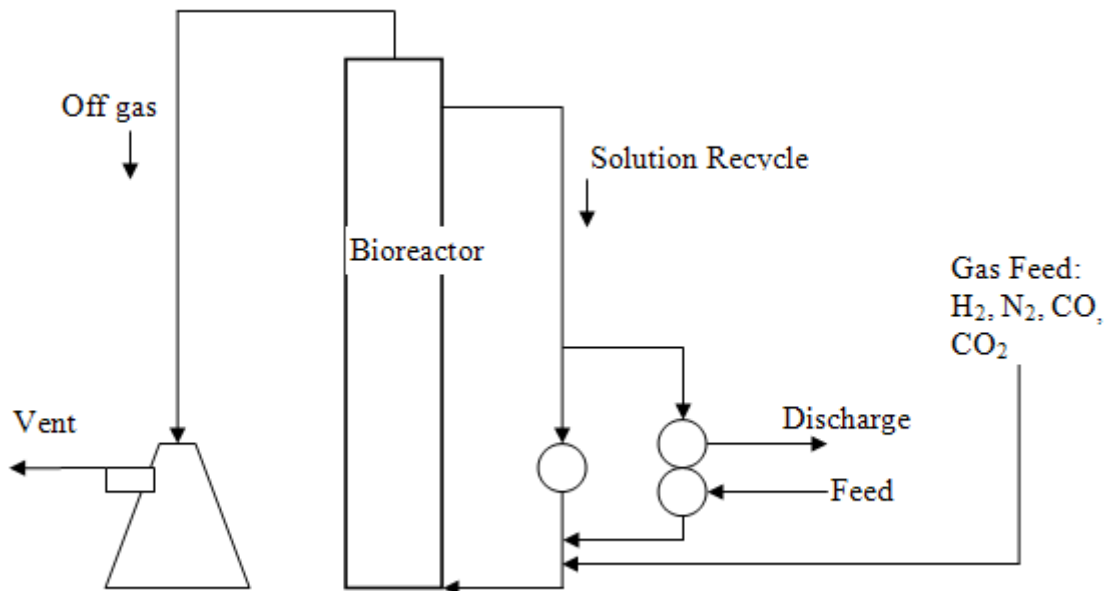 Off gas
Solution Recycle
Bioreactor
Gas Feed:
H₂, N₂, CO,
CO₂
Vent
Discharge
Feed